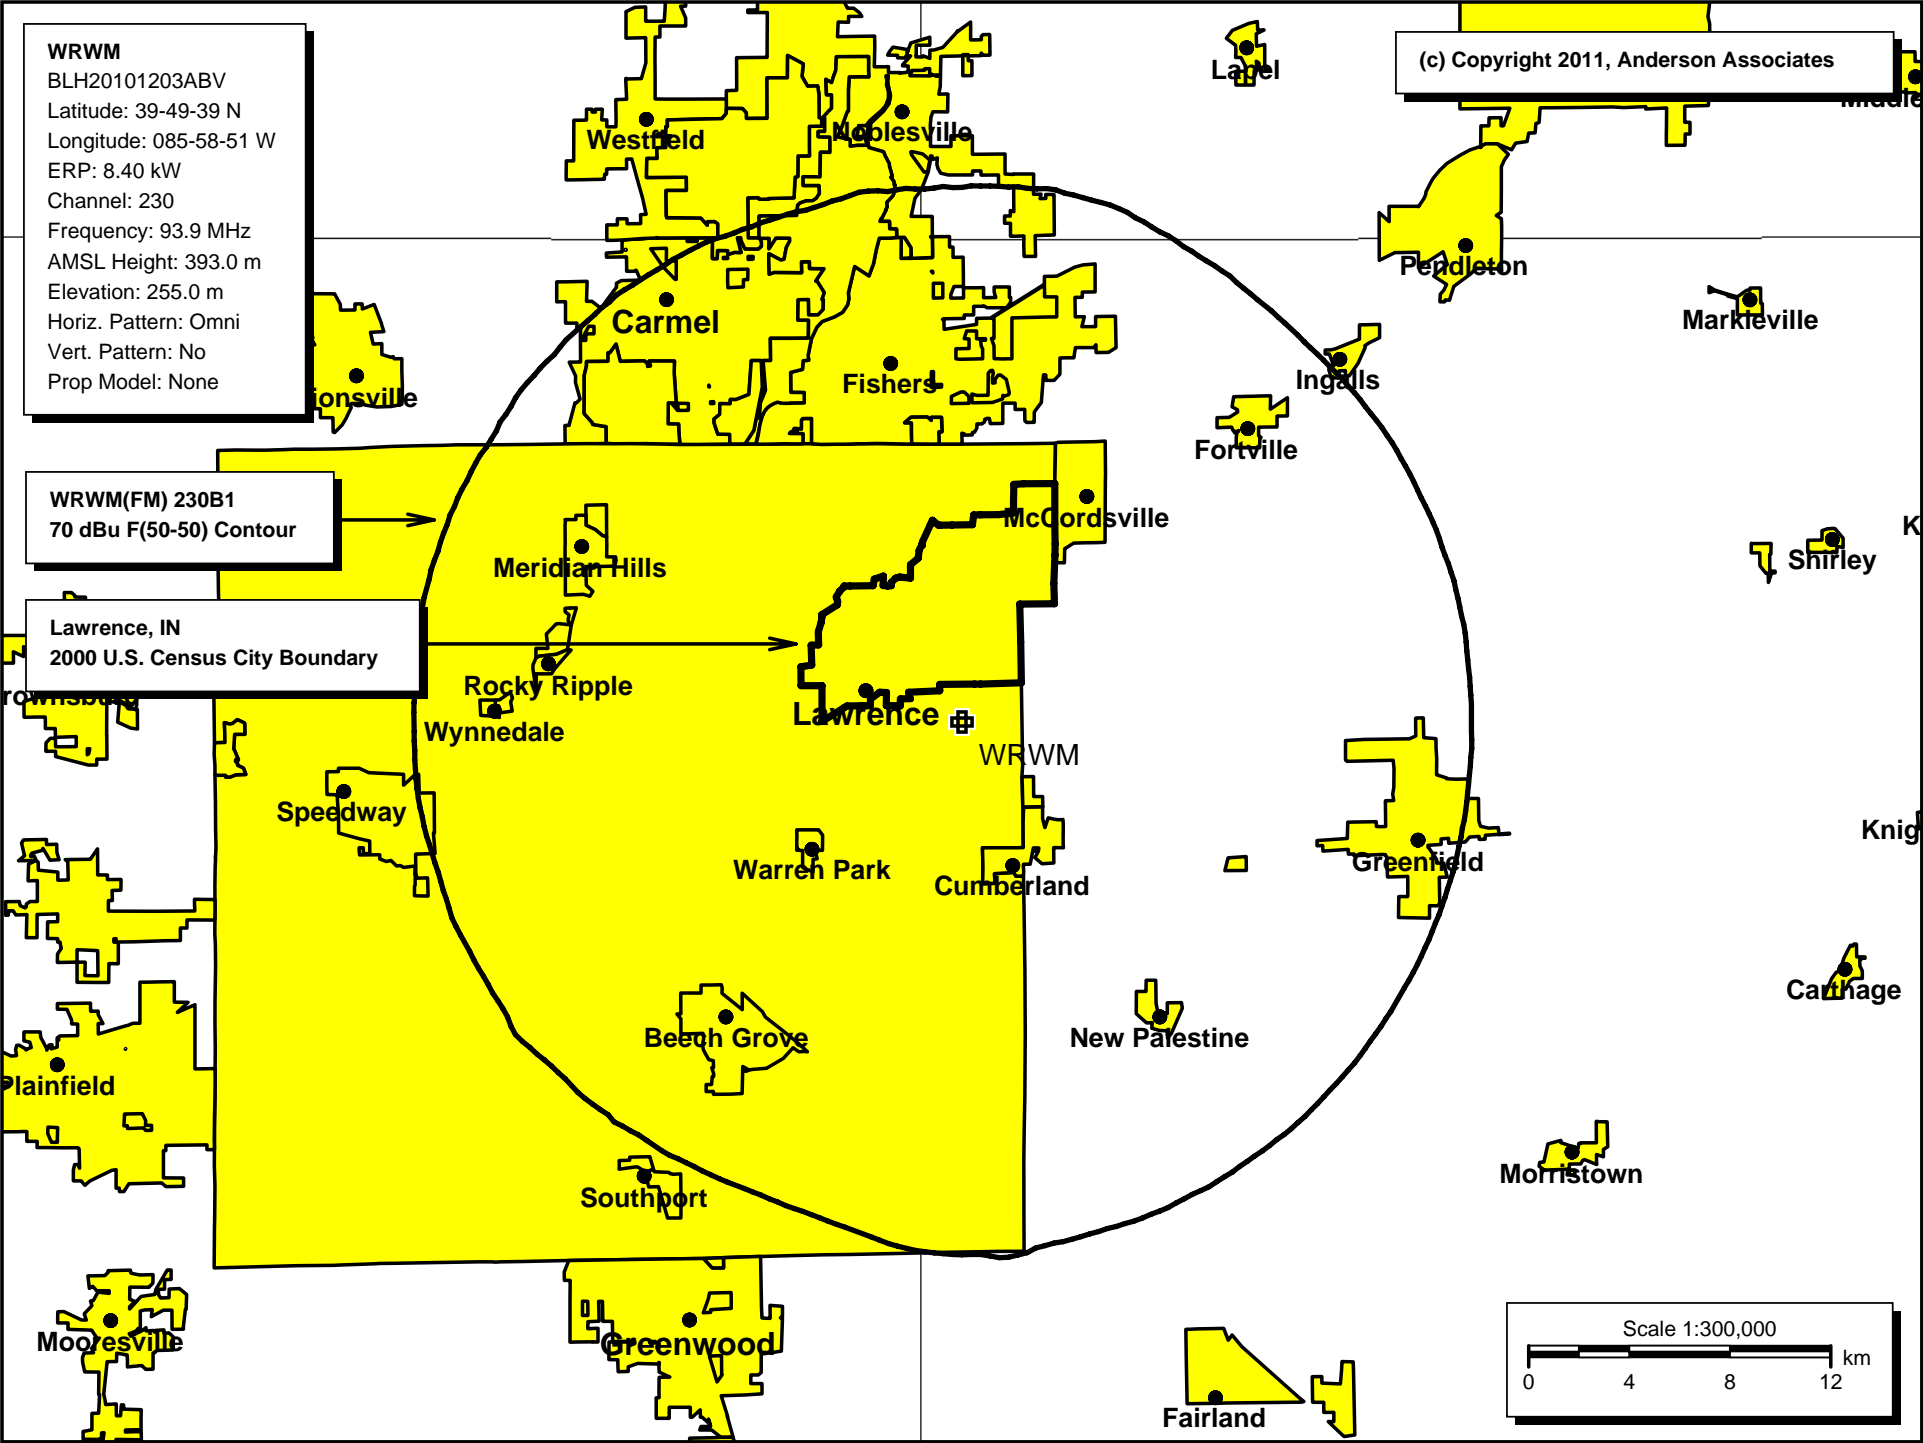 WRWM
BLH20101203ABV
Latitude: 39-49-39 N
Longitude: 085-58-51 W
ERP: 8.40 kW
Channel: 230
Frequency: 93.9 MHz
AMSL Height: 393.0 m
Elevation: 255.0 m
Horiz. Pattern: Omni
Vert. Pattern: No
Prop Model: None
(c) Copyright 2011, Anderson Associates
Lapel
Middle
Westfield
Noblesville
Pendleton
Carmel
Markleville
Fishers
Ingalls
ionsville
Fortville
WRWM(FM) 230B1
70 dBu F(50-50) Contour
McCordsville
K
Meridian Hills
Shirley
Lawrence, IN
2000 U.S. Census City Boundary
Rocky Ripple
rownsburg
Lawrence
Wynnedale
WRWM
Speedway
Knig
Warren Park
Cumberland
Greenfield
Carthage
Beech Grove
New Palestine
Plainfield
Morristown
Southport
Mooresville
Greenwood
Scale 1:300,000
km
0 4 8 12
Fairland